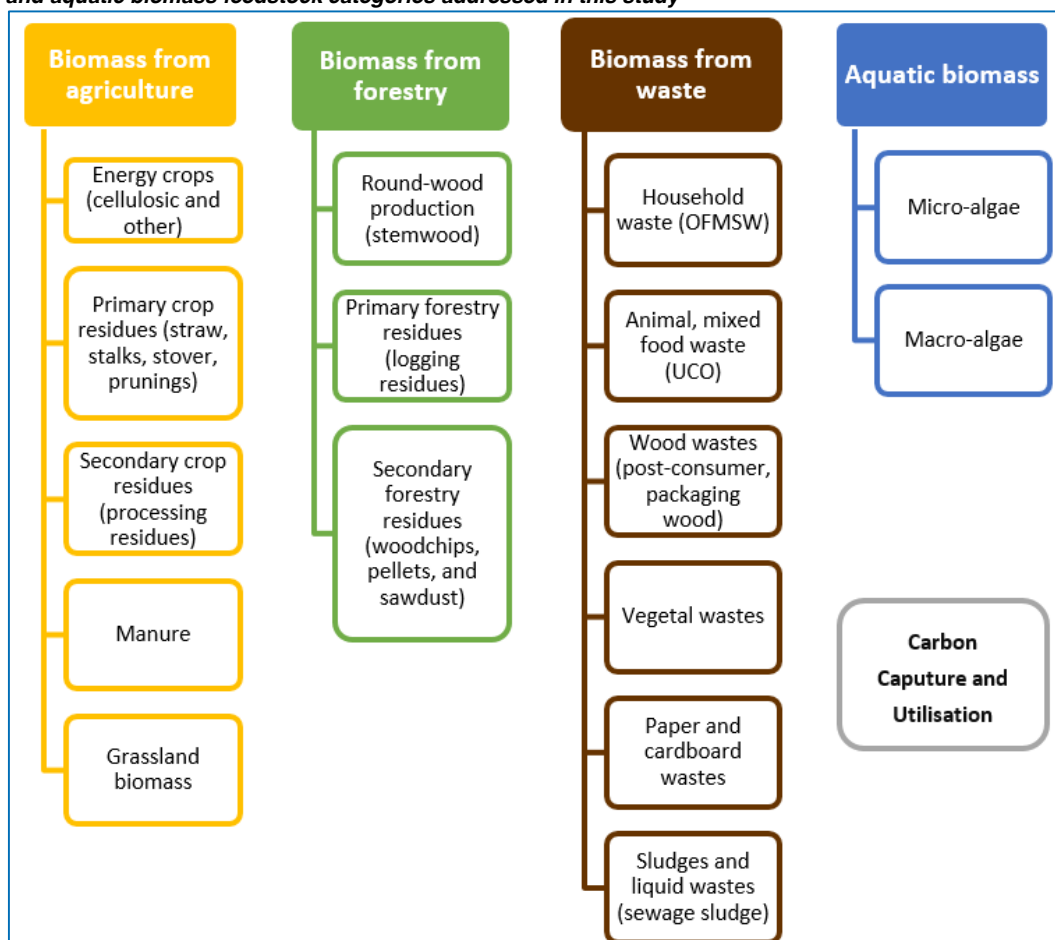 and aquatic biomass feedstock categories addressed in this study
Biomass from
agriculture
Energy crops
(cellulosic and
other)
Primary crop
residues (straw,
stalks, stover,
prunings)
Secondary crop
residues
(processing
residues)
Manure
Grassland
biomass
Biomass from
forestry
Round-wood
production
(stemwood)
Primary forestry
residues
(logging
residues)
Secondary
forestry
residues
(woodchips,
pellets, and
sawdust)
Biomass from
waste
Household
waste (OFMSW)
Animal, mixed
food waste
(UCO)
Wood wastes
(post-consumer,
packaging
wood)
Vegetal wastes
Paper and
cardboard
wastes
Sludges and
liquid wastes
(sewage sludge)
Aquatic biomass
Micro-algae
Macro-algae
Carbon
Caputure and
Utilisation